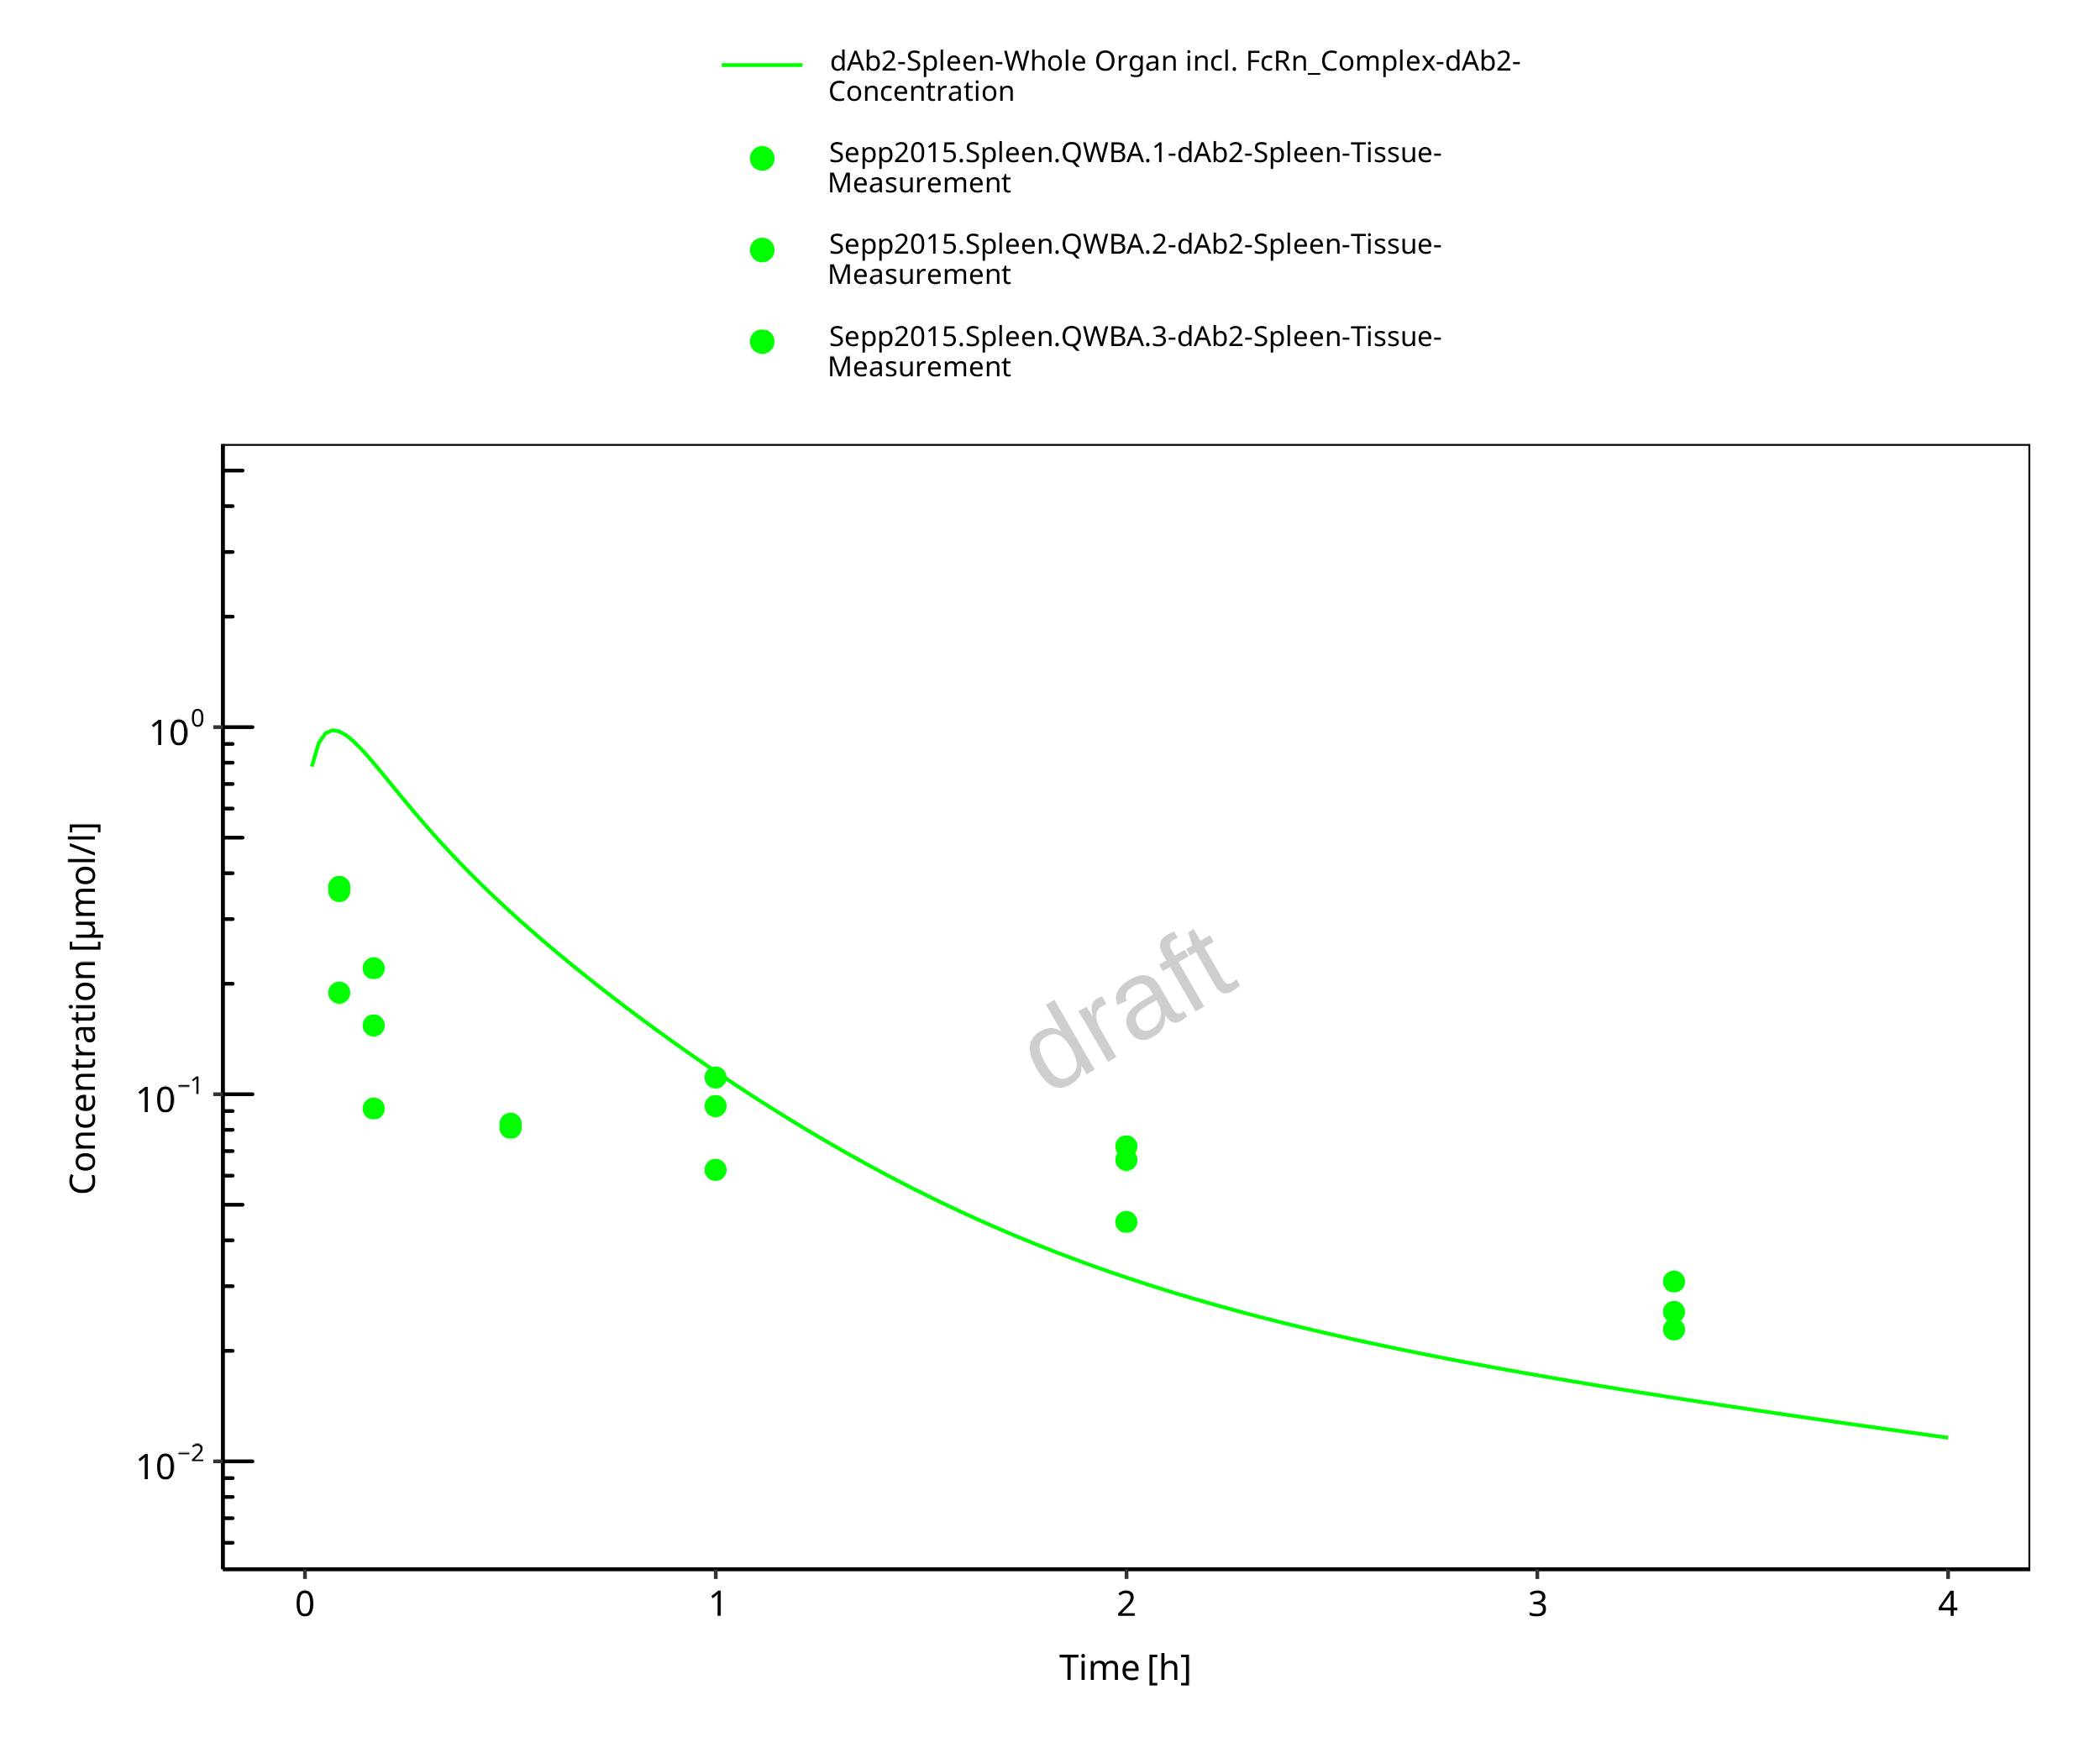 dAb2-Spleen-Whole Organ incl. FcRn_Complex-dAb2-
Concentration
Sepp2015.Spleen.QWBA.1-dAb2-Spleen-Tissue-
Measurement
Sepp2015.Spleen.QWBA.2-dAb2-Spleen-Tissue-
Measurement
Sepp2015.Spleen.QWBA.3-dAb2-Spleen-Tissue-
Measurement
10⁰
10⁻¹
10⁻²
Concentration [µmol/l]
draft
0 1 2 3 4
Time [h]